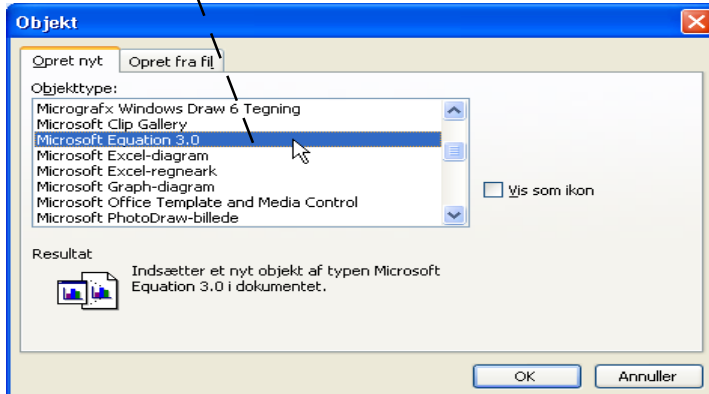 Objekt
Opret nyt
Opret fra fil
Objekttype:
Micrografx Windows Draw 6 Tegning
Microsoft Clip Gallery
Microsoft Equation 3.0
Microsoft Excel-diagram
Microsoft Excel-regneark
Microsoft Graph-diagram
Microsoft Office Template and Media Control
Microsoft PhotoDraw-billede
Vis som ikon
Resultat
Indsætter et nyt objekt af typen Microsoft
Equation 3.0 i dokumentet.
OK
Annuller